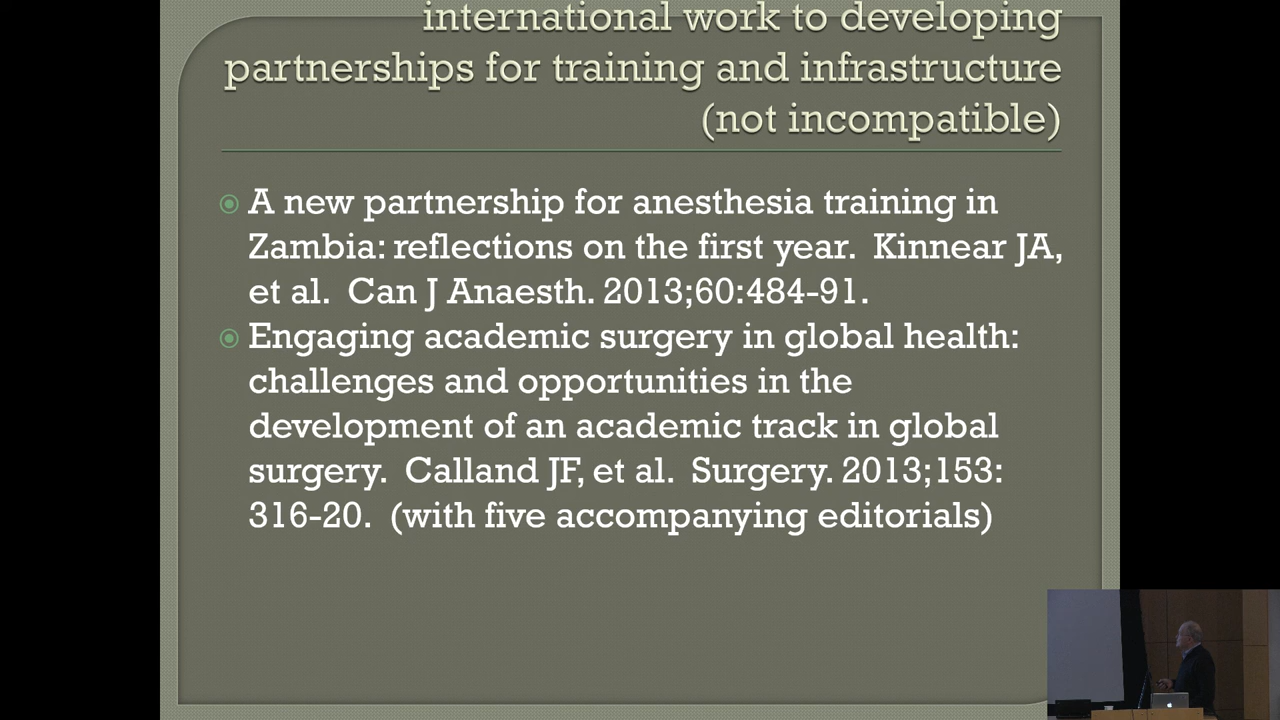 international work to developing
partnerships for training and infrastructure
(not incompatible)
A new partnership for anesthesia training in
Zambia: reflections on the first year. Kinnear JA,
et al. Can J Anaesth. 2013;60:484-91.
Engaging academic surgery in global health:
challenges and opportunities in the
development of an academic track in global
surgery. Calland JF, et al. Surgery. 2013;153:
316-20. (with five accompanying editorials)